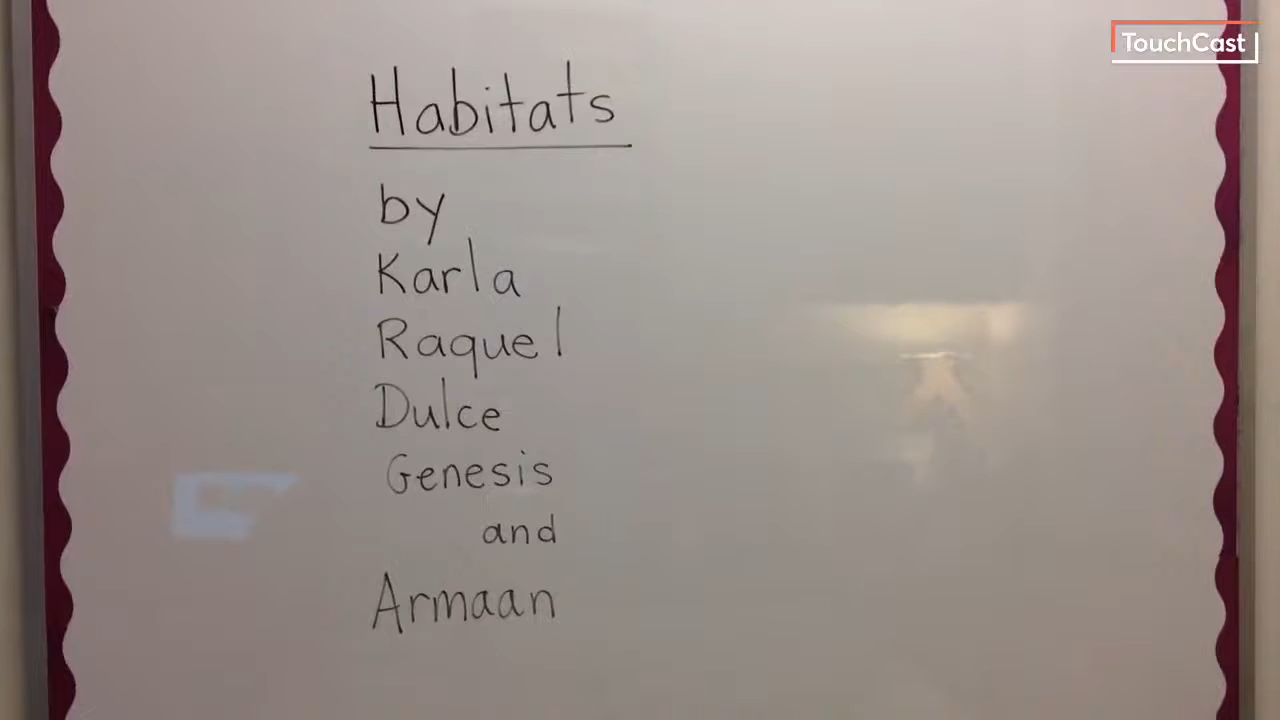 TouchCast
Habitats
by
Karla
Raquel
Dulce
Genesis
and
Armaan